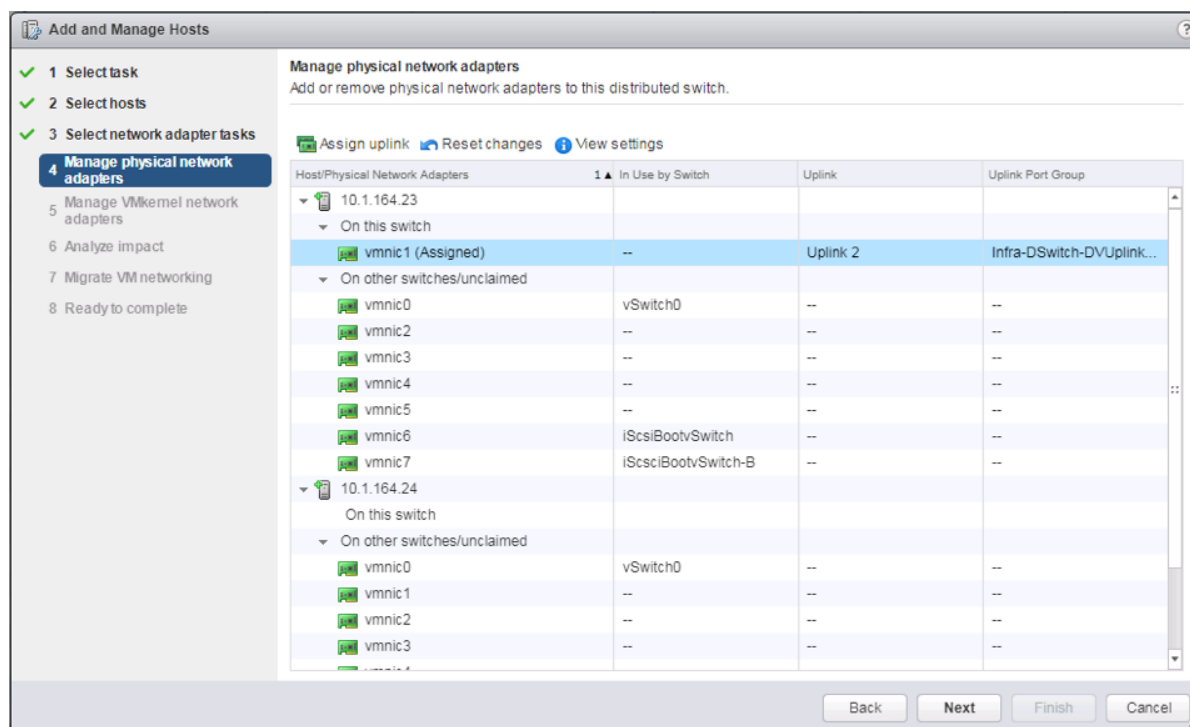 Add and Manage Hosts
?
1 Select task
2 Select hosts
3 Select network adapter tasks
4 Manage physical network
adapters
5 Manage VMkernel network
adapters
6 Analyze impact
7 Migrate VM networking
8 Ready to complete
Manage physical network adapters
Add or remove physical network adapters to this distributed switch.
Assign uplink Reset changes View settings
Host/Physical Network Adapters 1 ▲ In Use by Switch Uplink Uplink Port Group
10.1.164.23
On this switch
vmnic1 (Assigned) -- Uplink 2 Infra-DSwitch-DVUplink...
On other switches/unclaimed
vmnic0 vSwitch0 -- --
vmnic2 -- -- --
vmnic3 -- -- --
vmnic4 -- -- --
vmnic5 -- -- --
vmnic6 iScsiBootvSwitch -- --
vmnic7 iScsciBootvSwitch-B -- --
10.1.164.24
On this switch
On other switches/unclaimed
vmnic0 vSwitch0 -- --
vmnic1 -- -- --
vmnic2 -- -- --
vmnic3 -- -- --
Back Next Finish Cancel